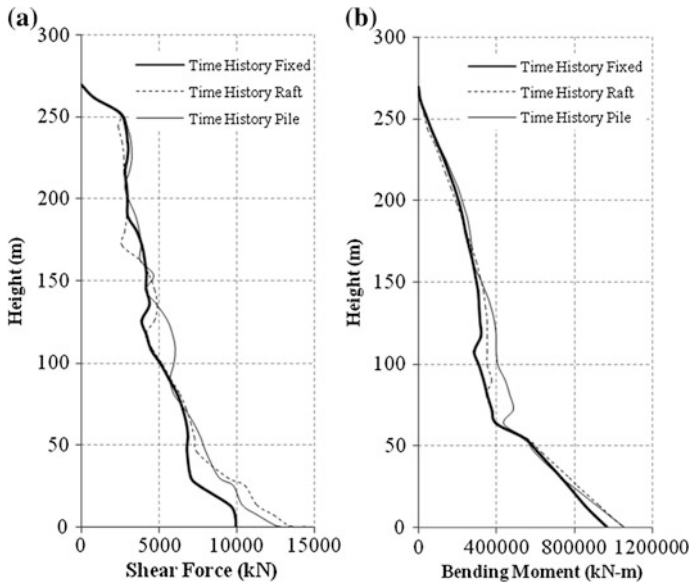 (a)
300
250
200
150
100
50
0
Height (m)
Time History Fixed
Time History Raft
Time History Pile
0
5000
10000
15000
Shear Force (kN)
(b)
300
250
200
150
100
50
0
Height (m)
Time History Fixed
Time History Raft
Time History Pile
0
400000
800000
1200000
Bending Moment (kN-m)